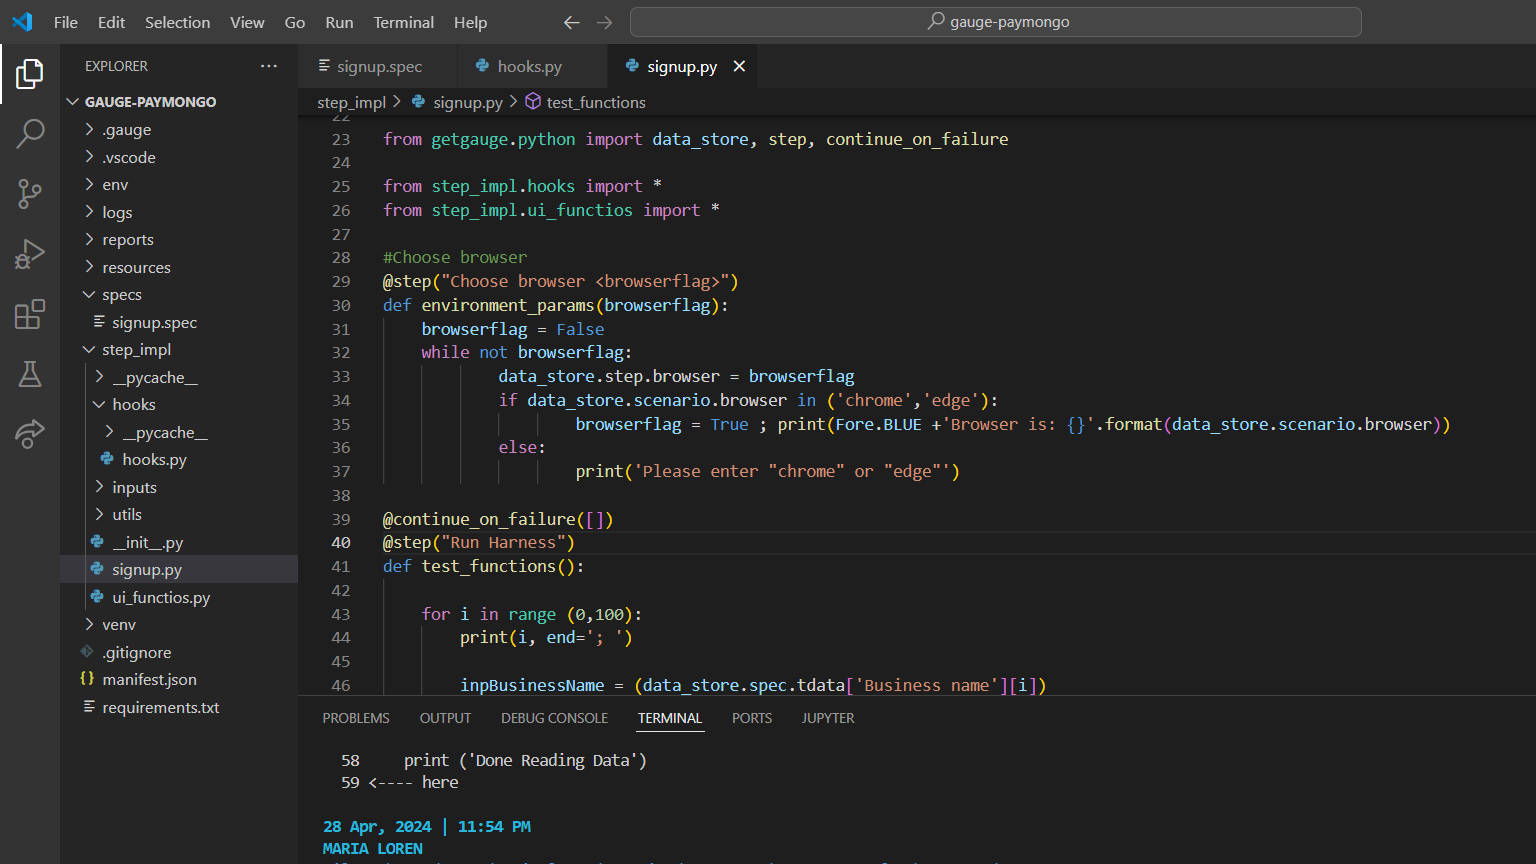 File Edit Selection View Go Run Terminal Help
gauge-paymongo
EXPLORER
GAUGE-PAYMONGO
.gauge
.vscode
env
logs
reports
resources
specs
signup.spec
step_impl
__pycache__
hooks
__pycache__
hooks.py
inputs
utils
__init__.py
signup.py
ui_functios.py
venv
.gitignore
manifest.json
requirements.txt
signup.spec hooks.py signup.py
step_impl > signup.py > test_functions
22
23 from getgauge.python import data_store, step, continue_on_failure
24
25 from step_impl.hooks import *
26 from step_impl.ui_functios import *
27
28 #Choose browser
29 @step("Choose browser <browserflag>")
30 def environment_params(browserflag):
31 browserflag = False
32 while not browserflag:
33 data_store.step.browser = browserflag
34 if data_store.scenario.browser in ('chrome','edge'):
35 browserflag = True ; print(Fore.BLUE +'Browser is: {}'.format(data_store.scenario.browser))
36 else:
37 print('Please enter "chrome" or "edge"')
38
39 @continue_on_failure([])
40 @step("Run Harness")
41 def test_functions():
42
43 for i in range (0,100):
44 print(i, end='; ')
45
46 inpBusinessName = (data_store.spec.tdata['Business name'][i])
PROBLEMS OUTPUT DEBUG CONSOLE TERMINAL PORTS JUPYTER
58 print ('Done Reading Data')
59 <---- here
28 Apr, 2024 | 11:54 PM
MARIA LOREN